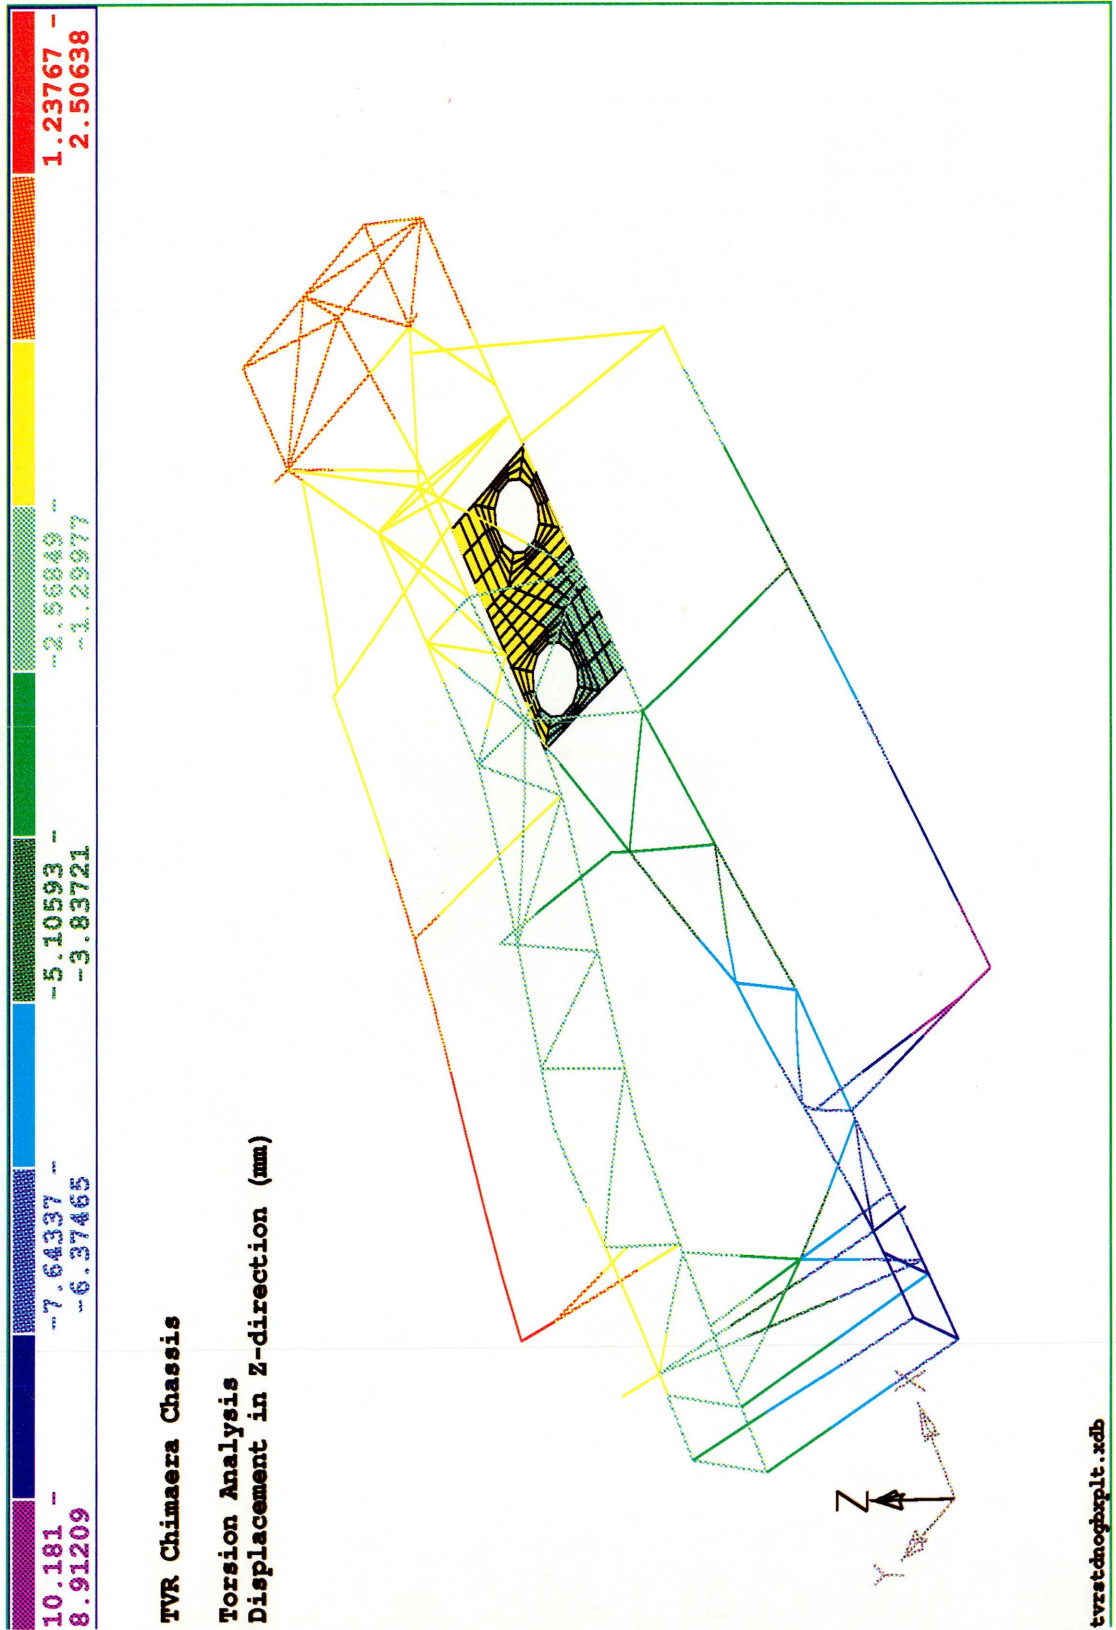 1.23767 -
2.50638
-2.56849 -
-1.29977
-5.10593 -
-3.83721
-7.64337 -
-6.37465
10.181 -
8.91209
TVR Chimaera Chassis
Torsion Analysis
Displacement in Z-direction (mm)
Z
Y
X
tvrstdnogbxplt.xdb